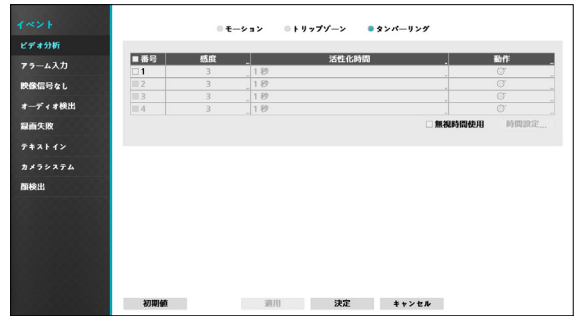 イベント
ビデオ分析
アラーム入力
映像信号なし
オーディオ検出
録画失敗
テキストイン
カメラシステム
顔検出
モーション トリップゾーン タンパーリング
番号 感度 活性化時間 動作
1 3 1 秒
2 3 1 秒
3 3 1 秒
4 3 1 秒
無視時間使用 時間設定...
初期値 適用 決定 キャンセル